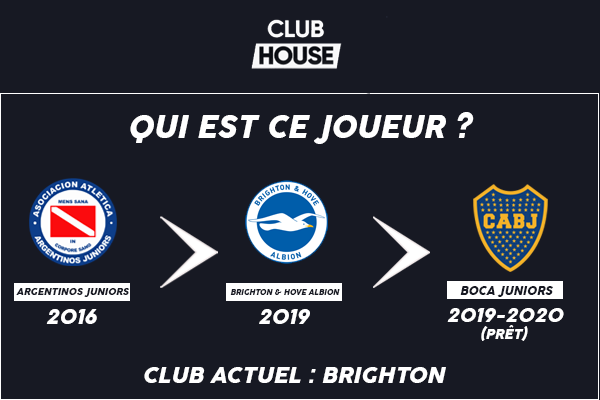 CLUB
HOUSE
QUI EST CE JOUEUR ?
ASOCIACION ATLETICA
MENS SANA
IN
CORPORE SANO
ARGENTINOS JUNIORS
BRIGHTON & HOVE
ALBION
CABJ
ARGENTINOS JUNIORS
BRIGHTON & HOVE ALBION
BOCA JUNIORS
2016
2019
2019-2020
(PRÊT)
CLUB ACTUEL : BRIGHTON